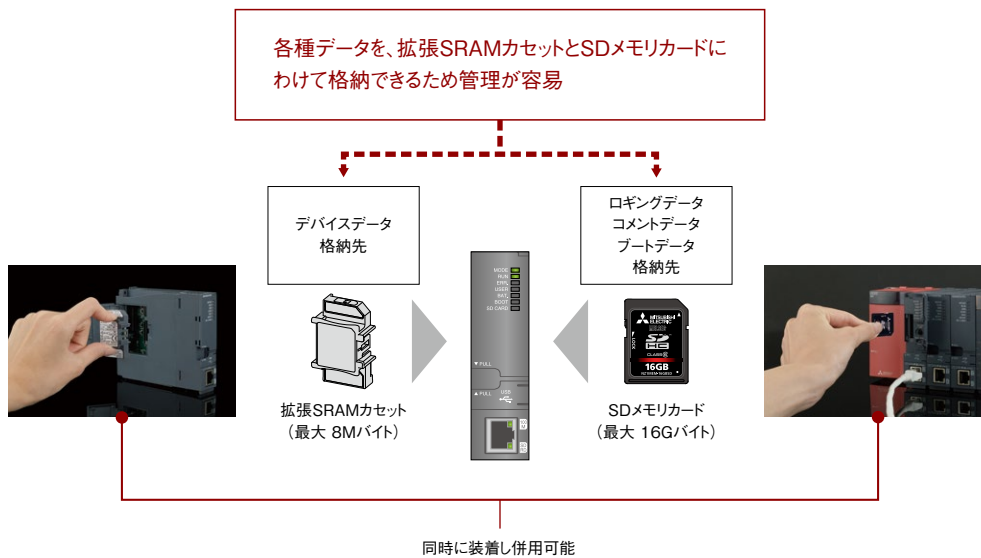 各種データを、拡張SRAMカセットとSDメモリカードに
わけて格納できるため管理が容易
デバイスデータ
格納先
ロギングデータ
コメントデータ
ブートデータ
格納先
MODE
RUN
ERR.
USER
BAT.
BOOT
SD CARD
▼ PULL
▲ PULL
USB
MITSUBISHI
ELECTRIC
LOCK
SD
HC
CLASS⑥
16GB
拡張SRAMカセット
（最大 8Mバイト）
SDメモリカード
（最大 16Gバイト）
同時に装着し併用可能